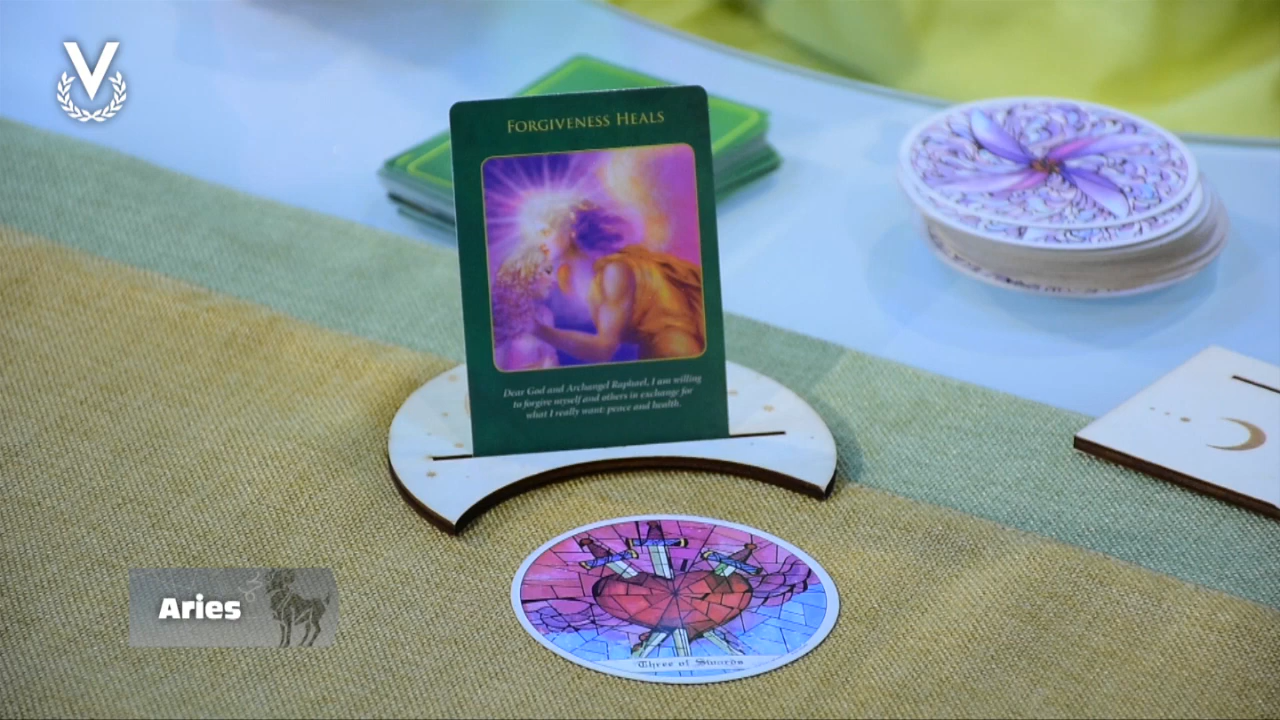 V
FORGIVENESS HEALS
Dear God and Archangel Raphael, I am willing
to forgive myself and others in exchange for
what I really want: peace and health.
Aries
Three of Swords